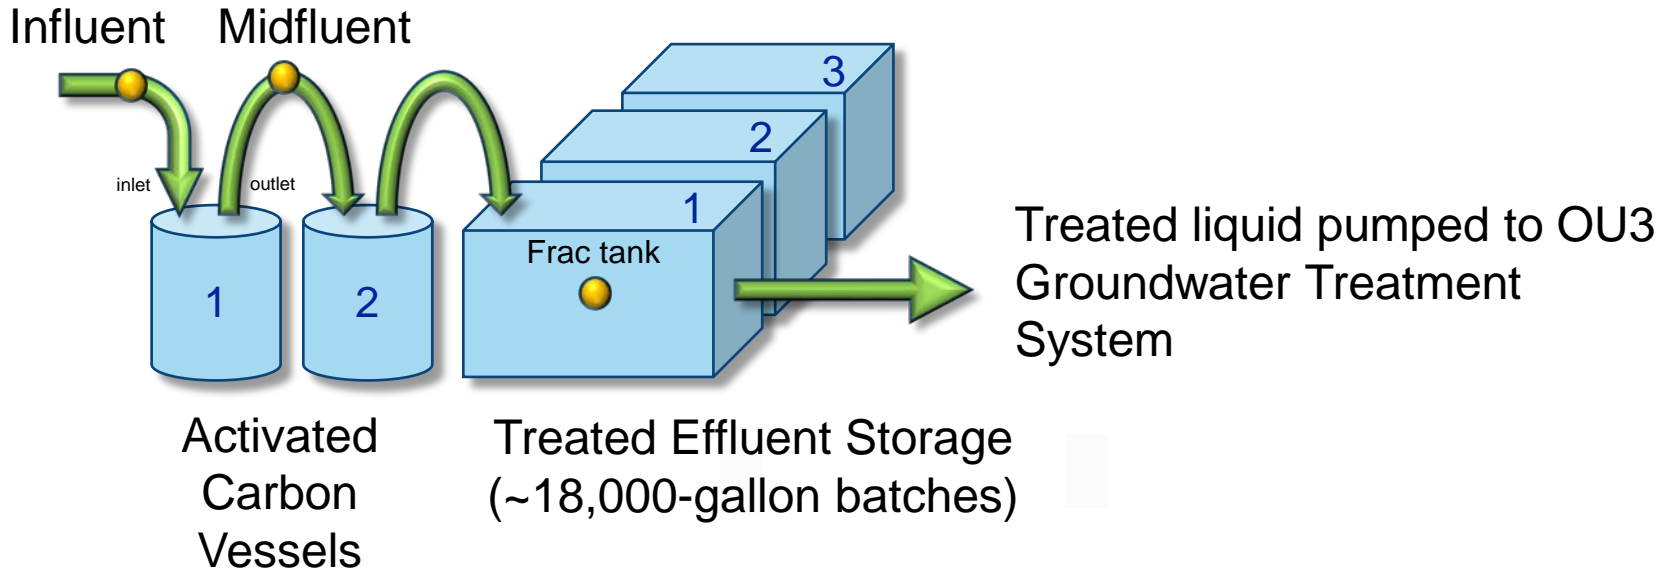 Influent
Midfluent
inlet
outlet
1
2
3
2
1
Frac tank
Treated liquid pumped to OU3
Groundwater Treatment
System
Activated
Carbon
Vessels
Treated Effluent Storage
(~18,000-gallon batches)